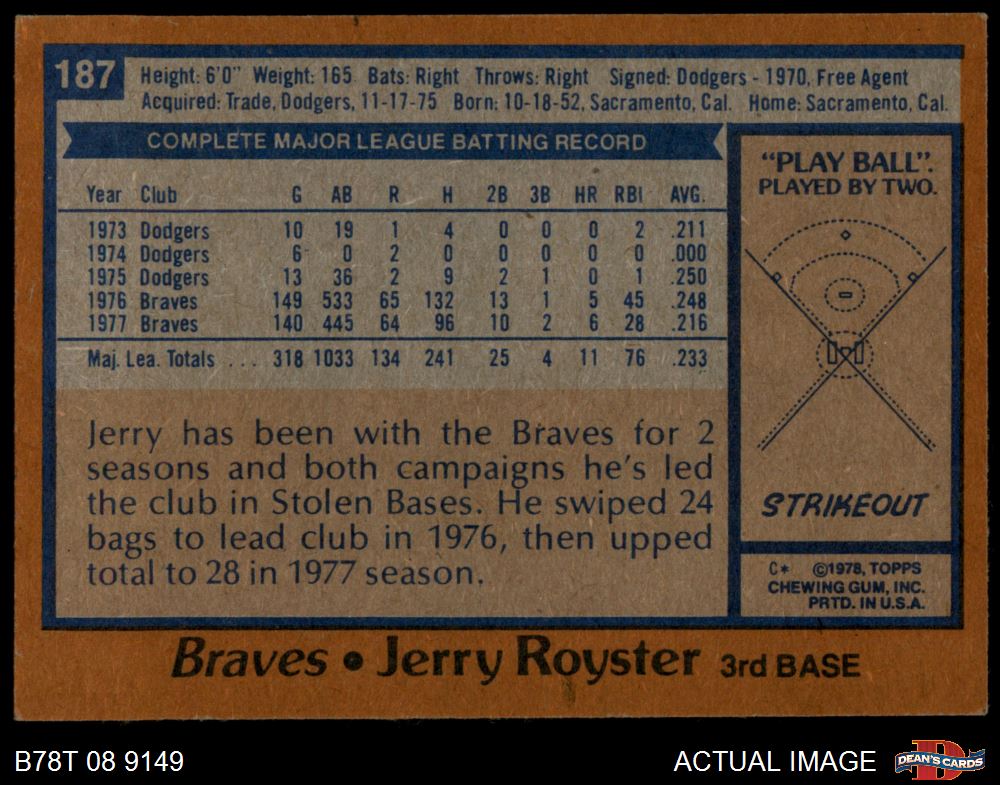 187
Height: 6'0" Weight: 165 Bats: Right Throws: Right Signed: Dodgers - 1970, Free Agent
Acquired: Trade, Dodgers, 11-17-75 Born: 10-18-52, Sacramento, Cal. Home: Sacramento, Cal.
COMPLETE MAJOR LEAGUE BATTING RECORD
Year Club G AB R H 2B 3B HR RBI AVG.
1973 Dodgers 10 19 1 4 0 0 0 2 .211
1974 Dodgers 6 0 2 0 0 0 0 0 .000
1975 Dodgers 13 36 2 9 2 1 0 1 .250
1976 Braves 149 533 65 132 13 1 5 45 .248
1977 Braves 140 445 64 96 10 2 6 28 .216
Maj. Lea. Totals . . . 318 1033 134 241 25 4 11 76 .233
Jerry has been with the Braves for 2
seasons and both campaigns he's led
the club in Stolen Bases. He swiped 24
bags to lead club in 1976, then upped
total to 28 in 1977 season.
"PLAY BALL".
PLAYED BY TWO.
STRIKEOUT
C* ©1978, TOPPS
CHEWING GUM, INC.
PRTD. IN U.S.A.
Braves • Jerry Royster 3rd BASE
B78T 08 9149
ACTUAL IMAGE
D
DEAN'S CARDS